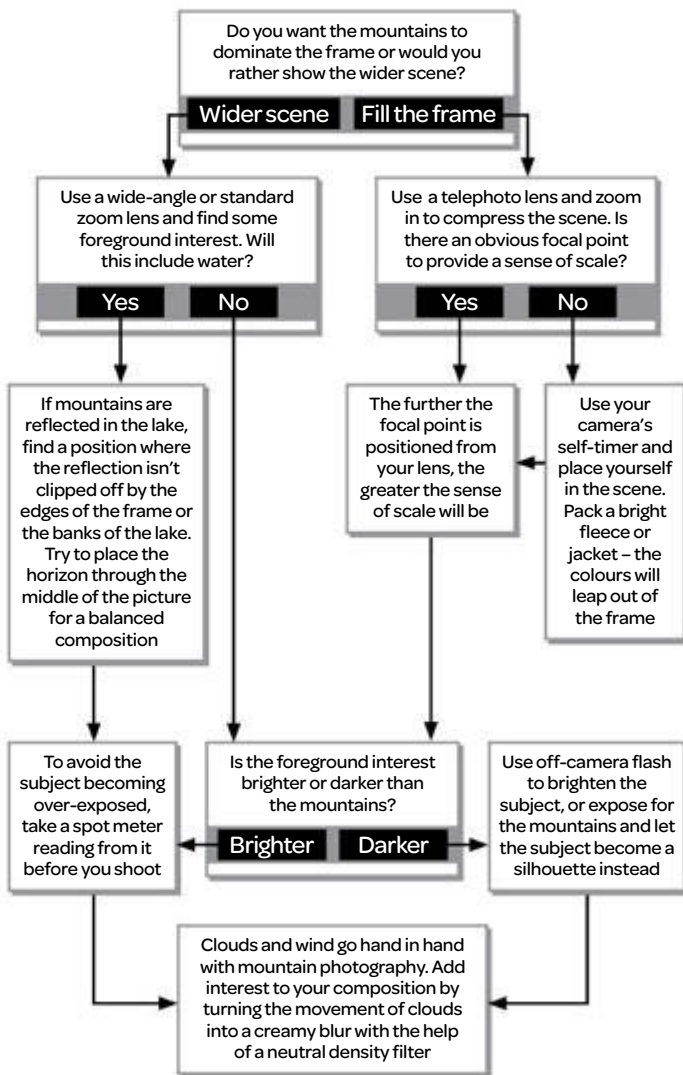 Do you want the mountains to
dominate the frame or would you
rather show the wider scene?
Wider scene
Fill the frame
Use a wide-angle or standard
zoom lens and find some
foreground interest. Will
this include water?
Yes
No
Use a telephoto lens and zoom
in to compress the scene. Is
there an obvious focal point
to provide a sense of scale?
Yes
No
If mountains are
reflected in the lake,
find a position where
the reflection isn't
clipped off by the
edges of the frame or
the banks of the lake.
Try to place the
horizon through the
middle of the picture
for a balanced
composition
The further the
focal point is
positioned from
your lens, the
greater the sense
of scale will be
Use your
camera's
self-timer and
place yourself
in the scene.
Pack a bright
fleece or
jacket – the
colours will
leap out of
the frame
To avoid the
subject becoming
over-exposed,
take a spot meter
reading from it
before you shoot
Is the foreground interest
brighter or darker than
the mountains?
Brighter
Darker
Use off-camera flash
to brighten the
subject, or expose for
the mountains and let
the subject become a
silhouette instead
Clouds and wind go hand in hand
with mountain photography. Add
interest to your composition by
turning the movement of clouds
into a creamy blur with the help
of a neutral density filter